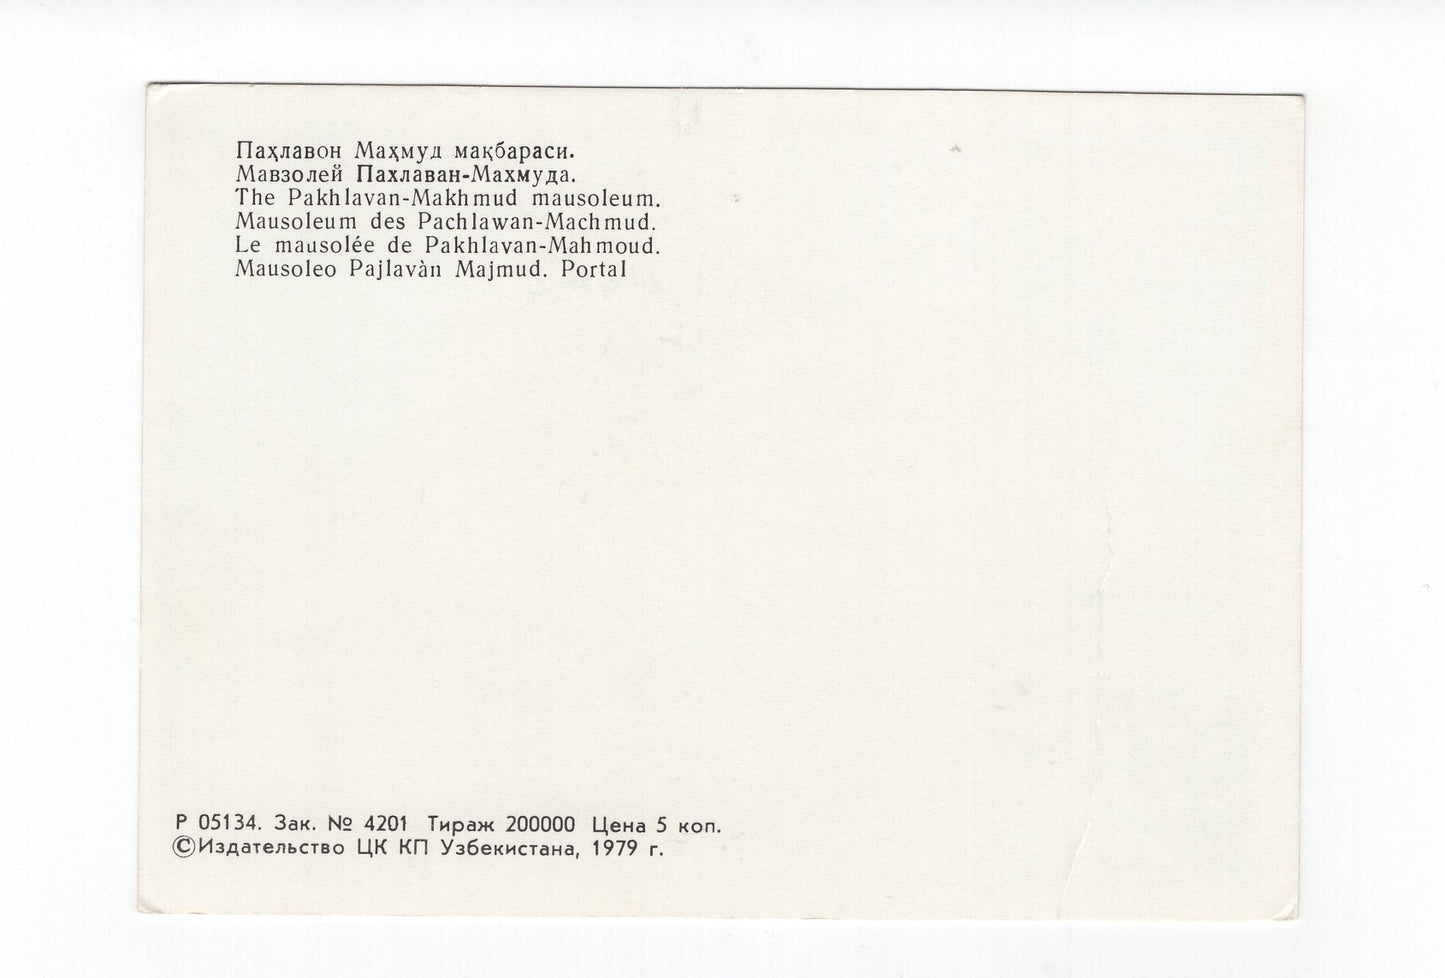 Паҳлавон Маҳмуд мақбараси.
Мавзолей Пахлаван-Махмуда.
The Pakhlavan-Makhmud mausoleum.
Mausoleum des Pachlawan-Machmud.
Le mausolée de Pakhlavan-Mahmoud.
Mausoleo Pajlavàn Majmud. Portal
Р 05134. Зак. № 4201 Тираж 200000 Цена 5 коп.
©Издательство ЦК КП Узбекистана, 1979 г.